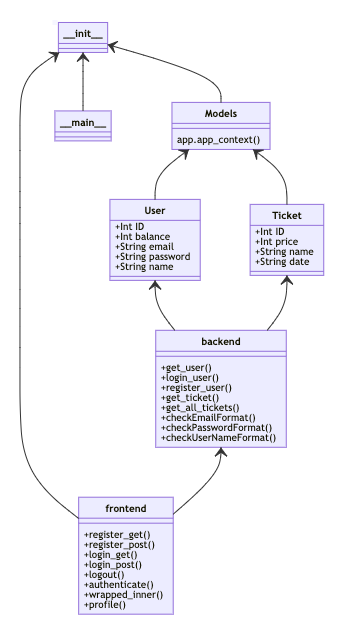 __init__
__main__
Models
app.app_context()
User
+Int ID
+Int balance
+String email
+String password
+String name
Ticket
+Int ID
+Int price
+String name
+String date
backend
+get_user()
+login_user()
+register_user()
+get_ticket()
+get_all_tickets()
+checkEmailFormat()
+checkPasswordFormat()
+checkUserNameFormat()
frontend
+register_get()
+register_post()
+login_get()
+login_post()
+logout()
+authenticate()
+wrapped_inner()
+profile()